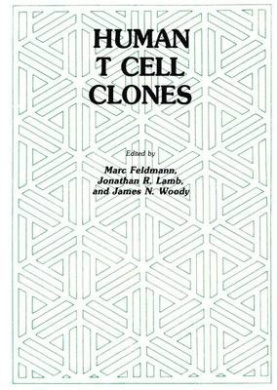 HUMAN
T CELL
CLONES
Edited by
Marc Feldmann,
Jonathan R. Lamb,
and James N. Woody